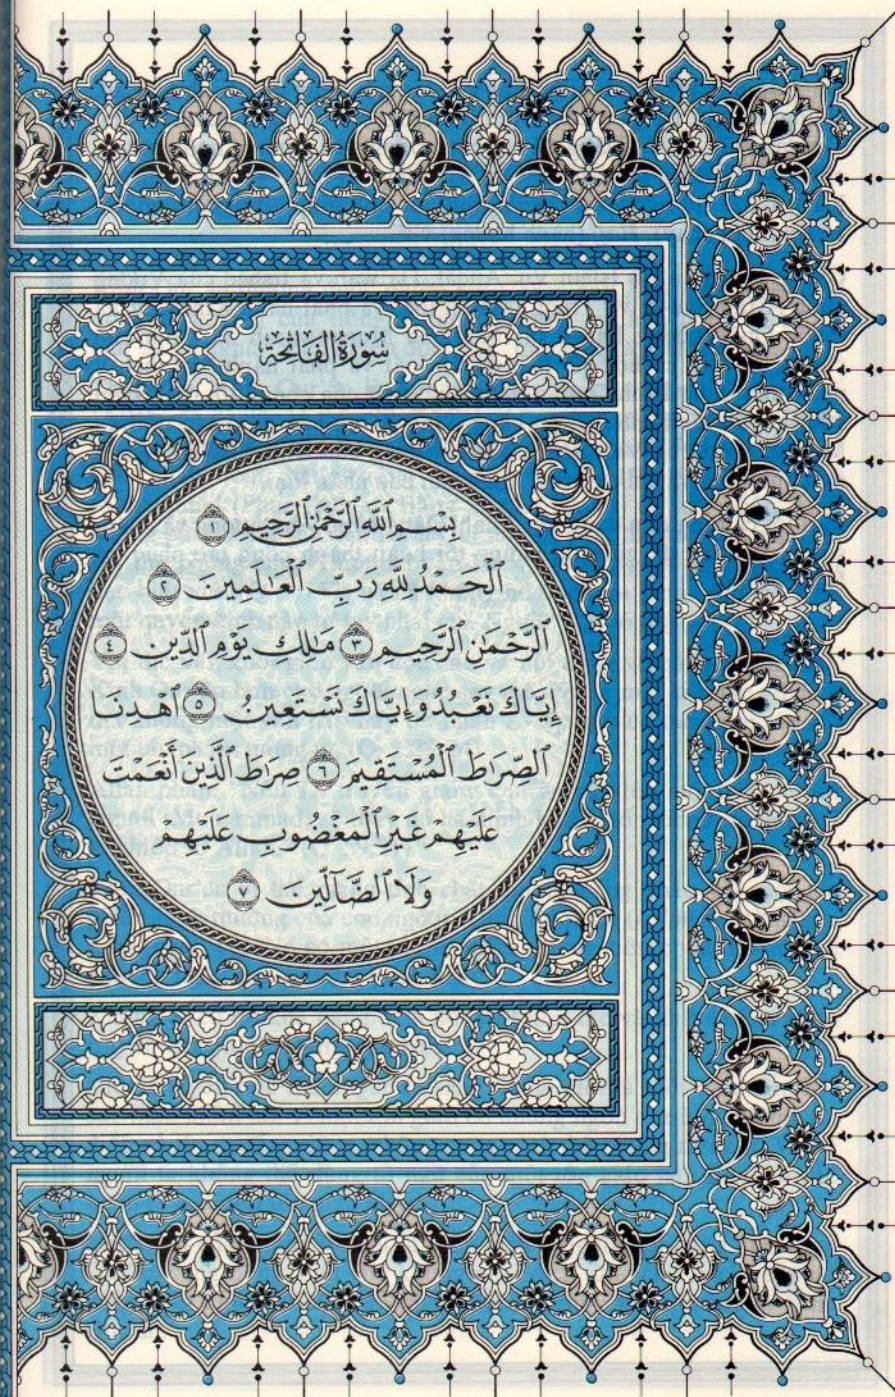 سُورَةُ الفَاتِحَةِ
بِسْمِ ٱللَّهِ ٱلرَّحْمَٰنِ ٱلرَّحِيمِ ١
ٱلْحَمْدُ لِلَّهِ رَبِّ ٱلْعَٰلَمِينَ ٢
ٱلرَّحْمَٰنِ ٱلرَّحِيمِ ٣ مَٰلِكِ يَوْمِ ٱلدِّينِ ٤
إِيَّاكَ نَعْبُدُ وَإِيَّاكَ نَسْتَعِينُ ٥ ٱهْدِنَا
ٱلصِّرَٰطَ ٱلْمُسْتَقِيمَ ٦ صِرَٰطَ ٱلَّذِينَ أَنْعَمْتَ
عَلَيْهِمْ غَيْرِ ٱلْمَغْضُوبِ عَلَيْهِمْ
وَلَا ٱلضَّآلِّينَ ٧